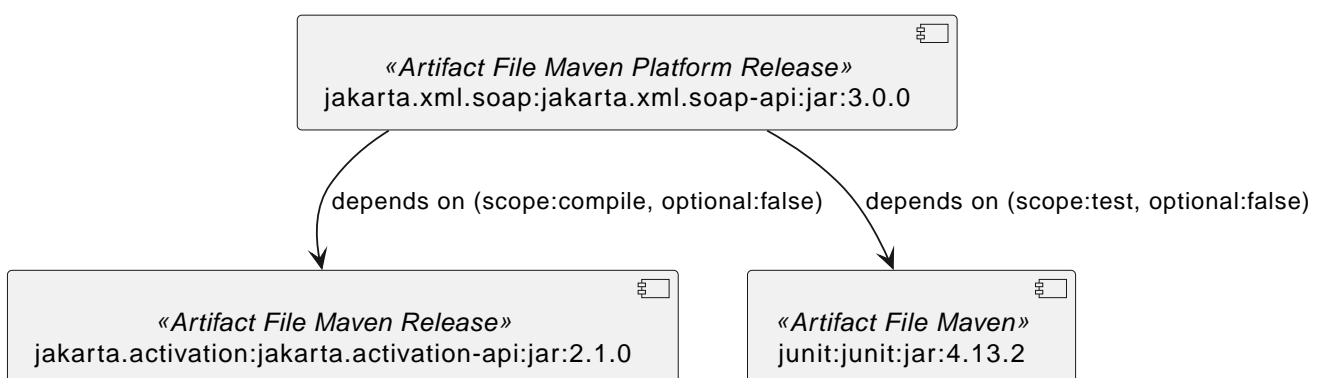 «Artifact File Maven Platform Release»
jakarta.xml.soap:jakarta.xml.soap-api:jar:3.0.0
depends on (scope:compile, optional:false)
depends on (scope:test, optional:false)
«Artifact File Maven Release»
jakarta.activation:jakarta.activation-api:jar:2.1.0
«Artifact File Maven»
junit:junit:jar:4.13.2